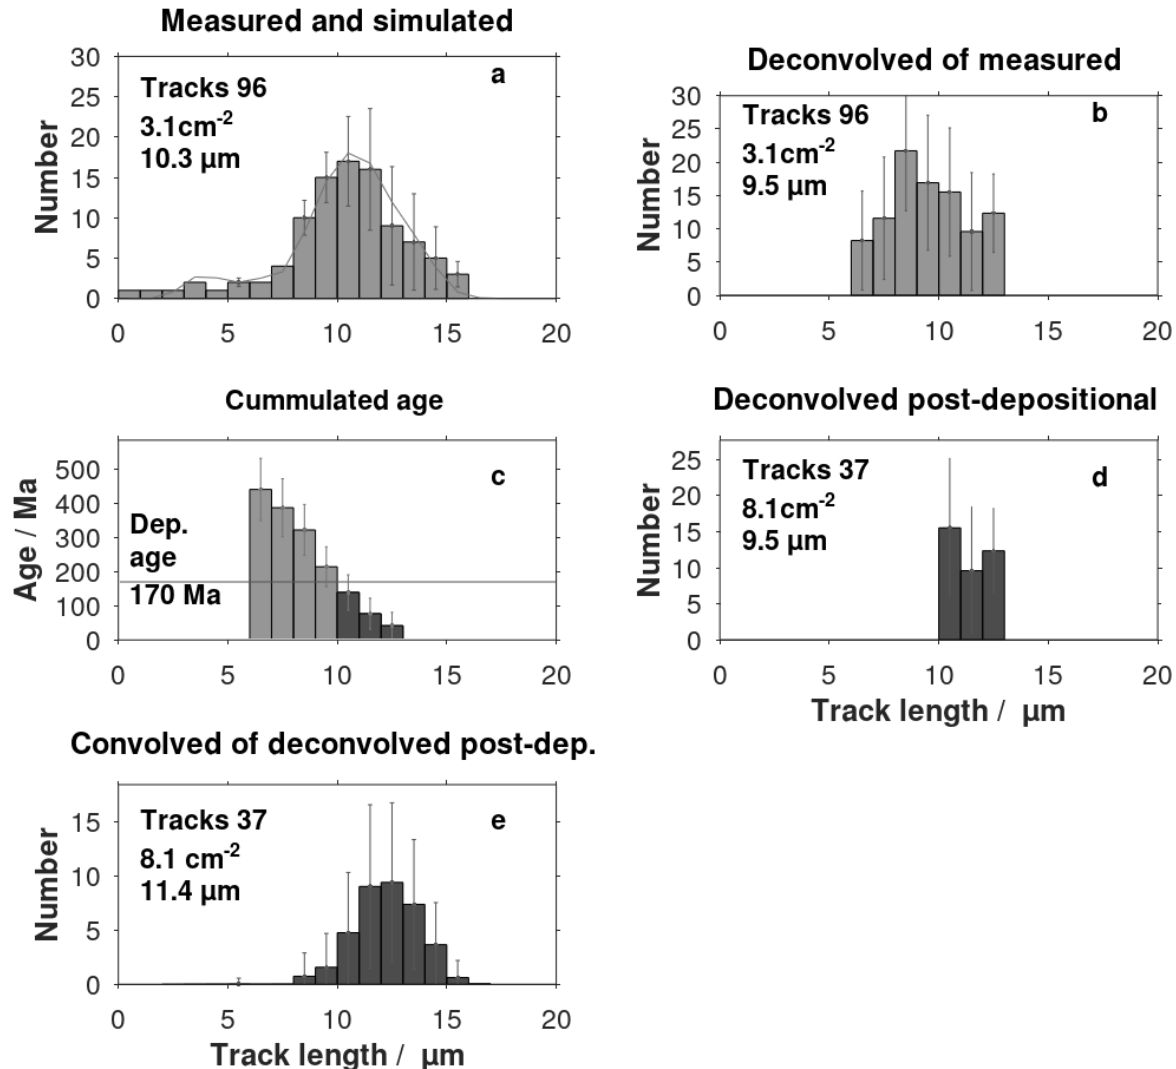 Measured and simulated
30
25
20
15
10
5
0
Number
Tracks 96
3.1cm⁻²
10.3 µm
a
0 5 10 15 20
Deconvolved of measured
30
25
20
15
10
5
0
Number
Tracks 96
3.1cm⁻²
9.5 µm
b
0 5 10 15 20
Cummulated age
500
400
300
200
100
0
Age / Ma
Dep.
age
170 Ma
c
0 5 10 15 20
Deconvolved post-depositional
25
20
15
10
5
0
Number
Tracks 37
8.1cm⁻²
9.5 µm
d
0 5 10 15 20
Track length / µm
Convolved of deconvolved post-dep.
15
10
5
0
Number
Tracks 37
8.1 cm⁻²
11.4 µm
e
0 5 10 15 20
Track length / µm